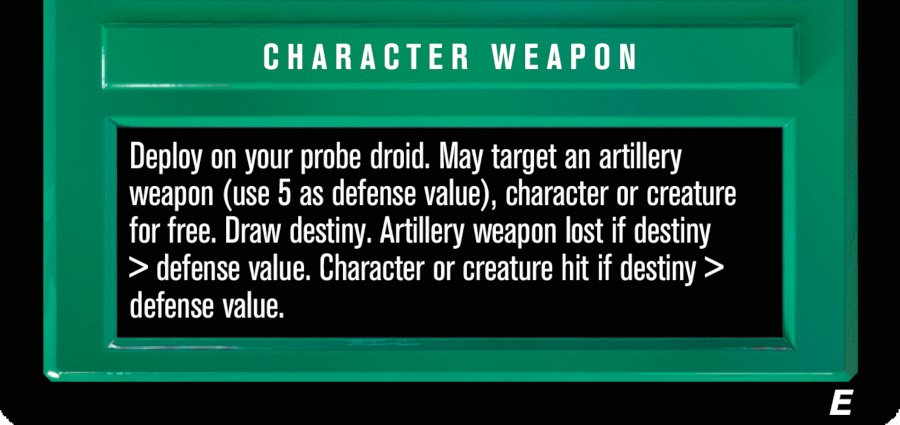 CHARACTER WEAPON
Deploy on your probe droid. May target an artillery
weapon (use 5 as defense value), character or creature
for free. Draw destiny. Artillery weapon lost if destiny
> defense value. Character or creature hit if destiny >
defense value.
E